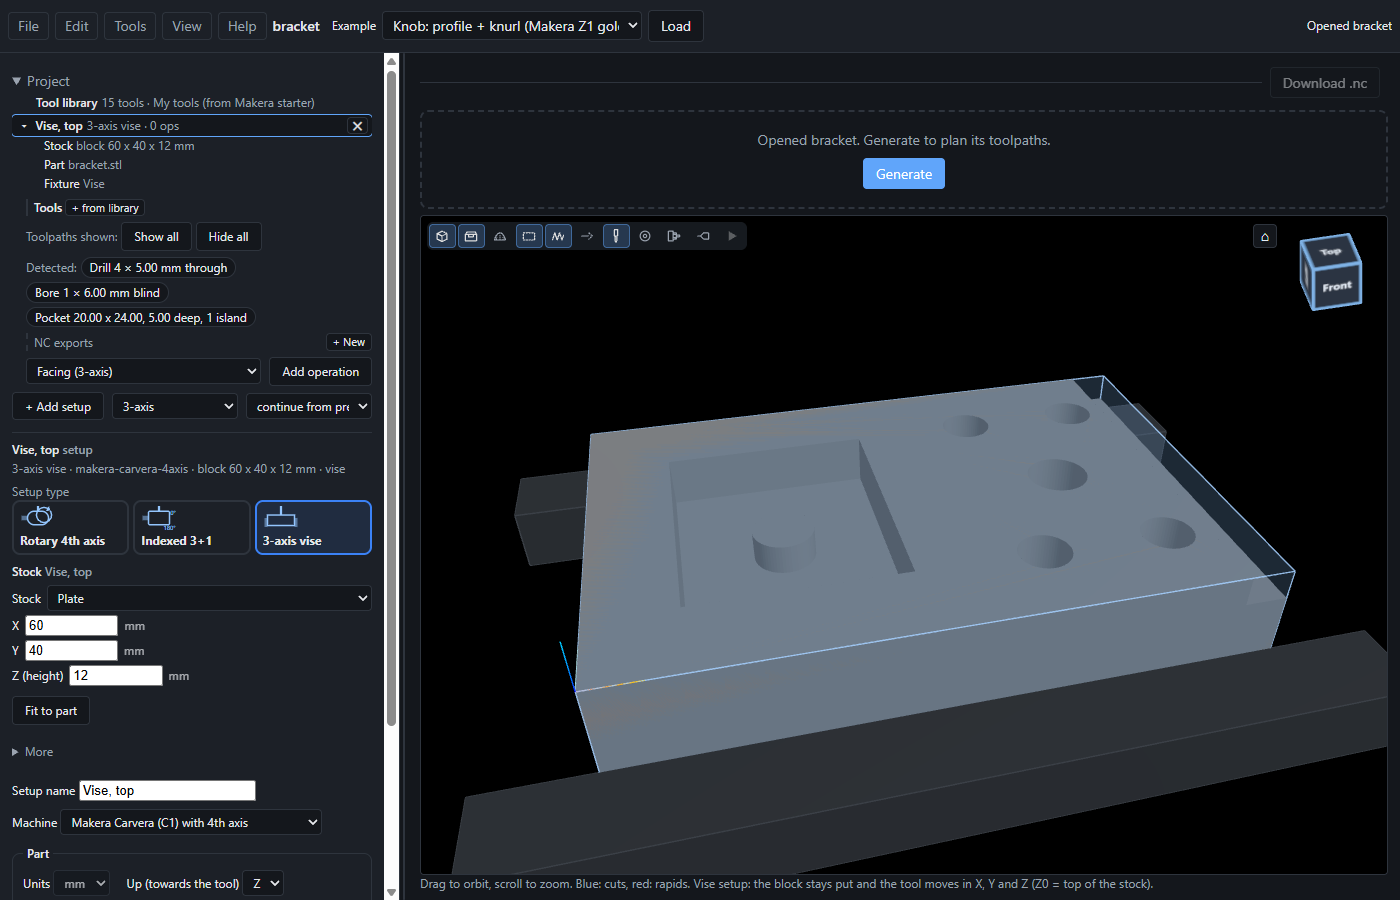 File Edit Tools View Help bracket Example Knob: profile + knurl (Makera Z1 gol Load Opened bracket
Project
Tool library 15 tools · My tools (from Makera starter)
Vise, top 3-axis vise · 0 ops
Stock block 60 x 40 x 12 mm
Part bracket.stl
Fixture Vise
Tools + from library
Toolpaths shown: Show all Hide all
Detected: Drill 4 × 5.00 mm through
Bore 1 × 6.00 mm blind
Pocket 20.00 x 24.00, 5.00 deep, 1 island
NC exports + New
Facing (3-axis) Add operation
+ Add setup 3-axis continue from pre
Vise, top setup
3-axis vise · makera-carvera-4axis · block 60 x 40 x 12 mm · vise
Setup type
Rotary 4th axis Indexed 3+1 3-axis vise
Stock Vise, top
Stock Plate
X 60 mm
Y 40 mm
Z (height) 12 mm
Fit to part
More
Setup name Vise, top
Machine Makera Carvera (C1) with 4th axis
Part
Units mm Up (towards the tool) Z
Download .nc
Opened bracket. Generate to plan its toolpaths.
Generate
Top
Front
Drag to orbit, scroll to zoom. Blue: cuts, red: rapids. Vise setup: the block stays put and the tool moves in X, Y and Z (Z0 = top of the stock).